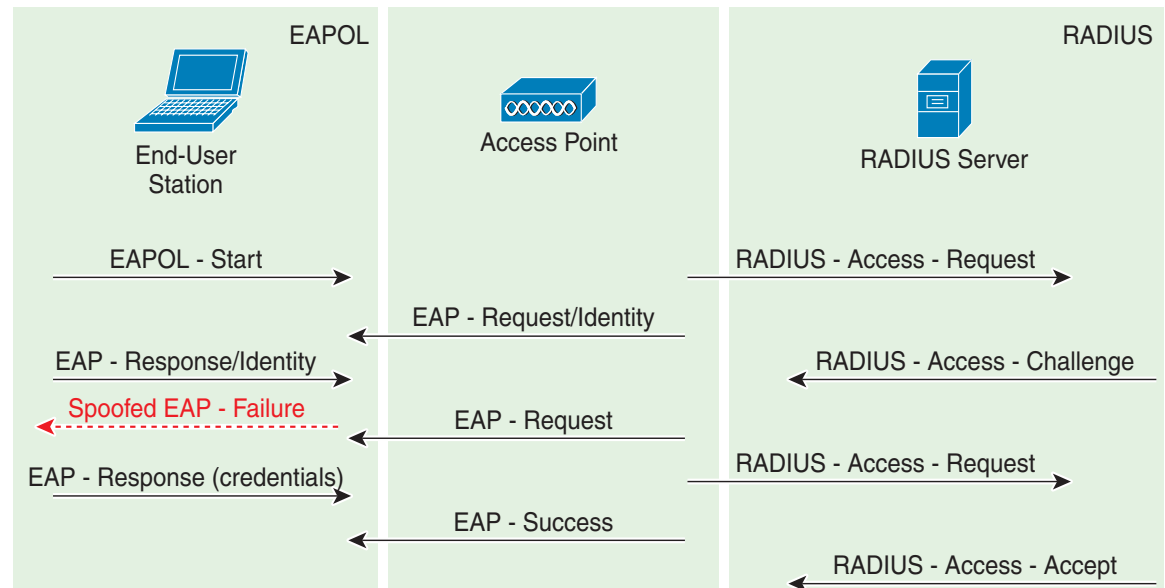 EAPOL
RADIUS
End-User
Station
Access Point
RADIUS Server
EAPOL - Start
RADIUS - Access - Request
EAP - Request/Identity
EAP - Response/Identity
RADIUS - Access - Challenge
Spoofed EAP - Failure
EAP - Request
EAP - Response (credentials)
RADIUS - Access - Request
EAP - Success
RADIUS - Access - Accept